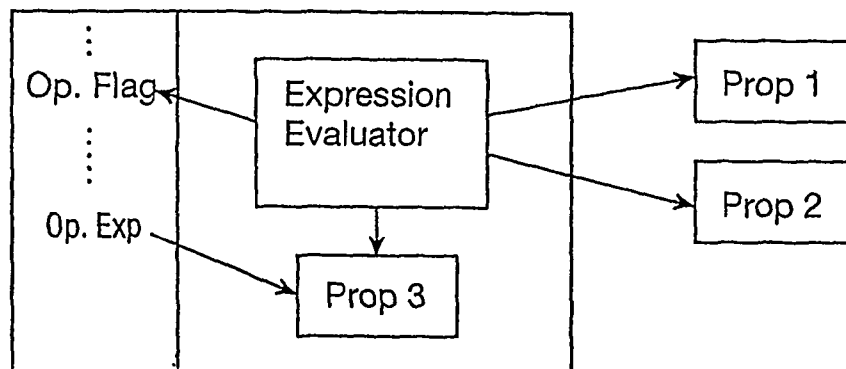 Op. Flag
Expression
Evaluator
Prop 1
Prop 2
Op. Exp
Prop 3